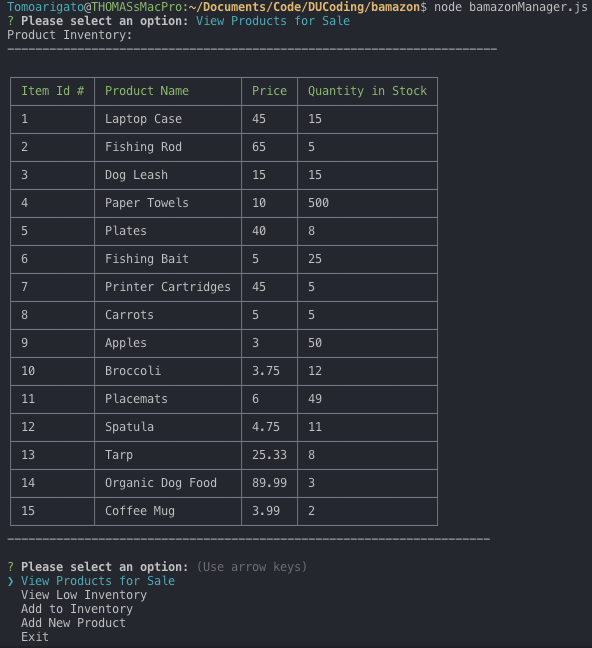 Tomoarigato@THOMASsMacPro:~/Documents/Code/DUCoding/bamazon$ node bamazonManager.js
? Please select an option: View Products for Sale
Product Inventory:
Item Id # Product Name Price Quantity in Stock
1 Laptop Case 45 15
2 Fishing Rod 65 5
3 Dog Leash 15 15
4 Paper Towels 10 500
5 Plates 40 8
6 Fishing Bait 5 25
7 Printer Cartridges 45 5
8 Carrots 5 5
9 Apples 3 50
10 Broccoli 3.75 12
11 Placemats 6 49
12 Spatula 4.75 11
13 Tarp 25.33 8
14 Organic Dog Food 89.99 3
15 Coffee Mug 3.99 2
? Please select an option: (Use arrow keys)
❯ View Products for Sale
View Low Inventory
Add to Inventory
Add New Product
Exit